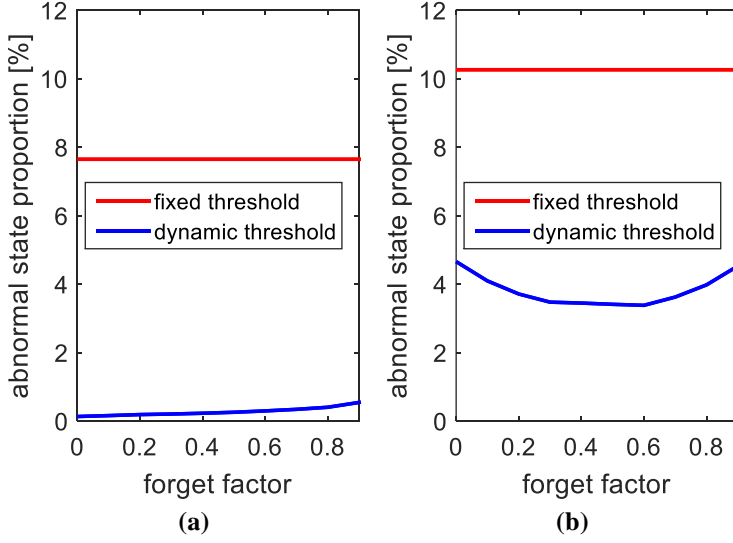 abnormal state proportion [%]
12
10
8
6
4
2
0
fixed threshold
dynamic threshold
0
0.2
0.4
0.6
0.8
forget factor
(a)
abnormal state proportion [%]
12
10
8
6
4
2
0
fixed threshold
dynamic threshold
0
0.2
0.4
0.6
0.8
forget factor
(b)